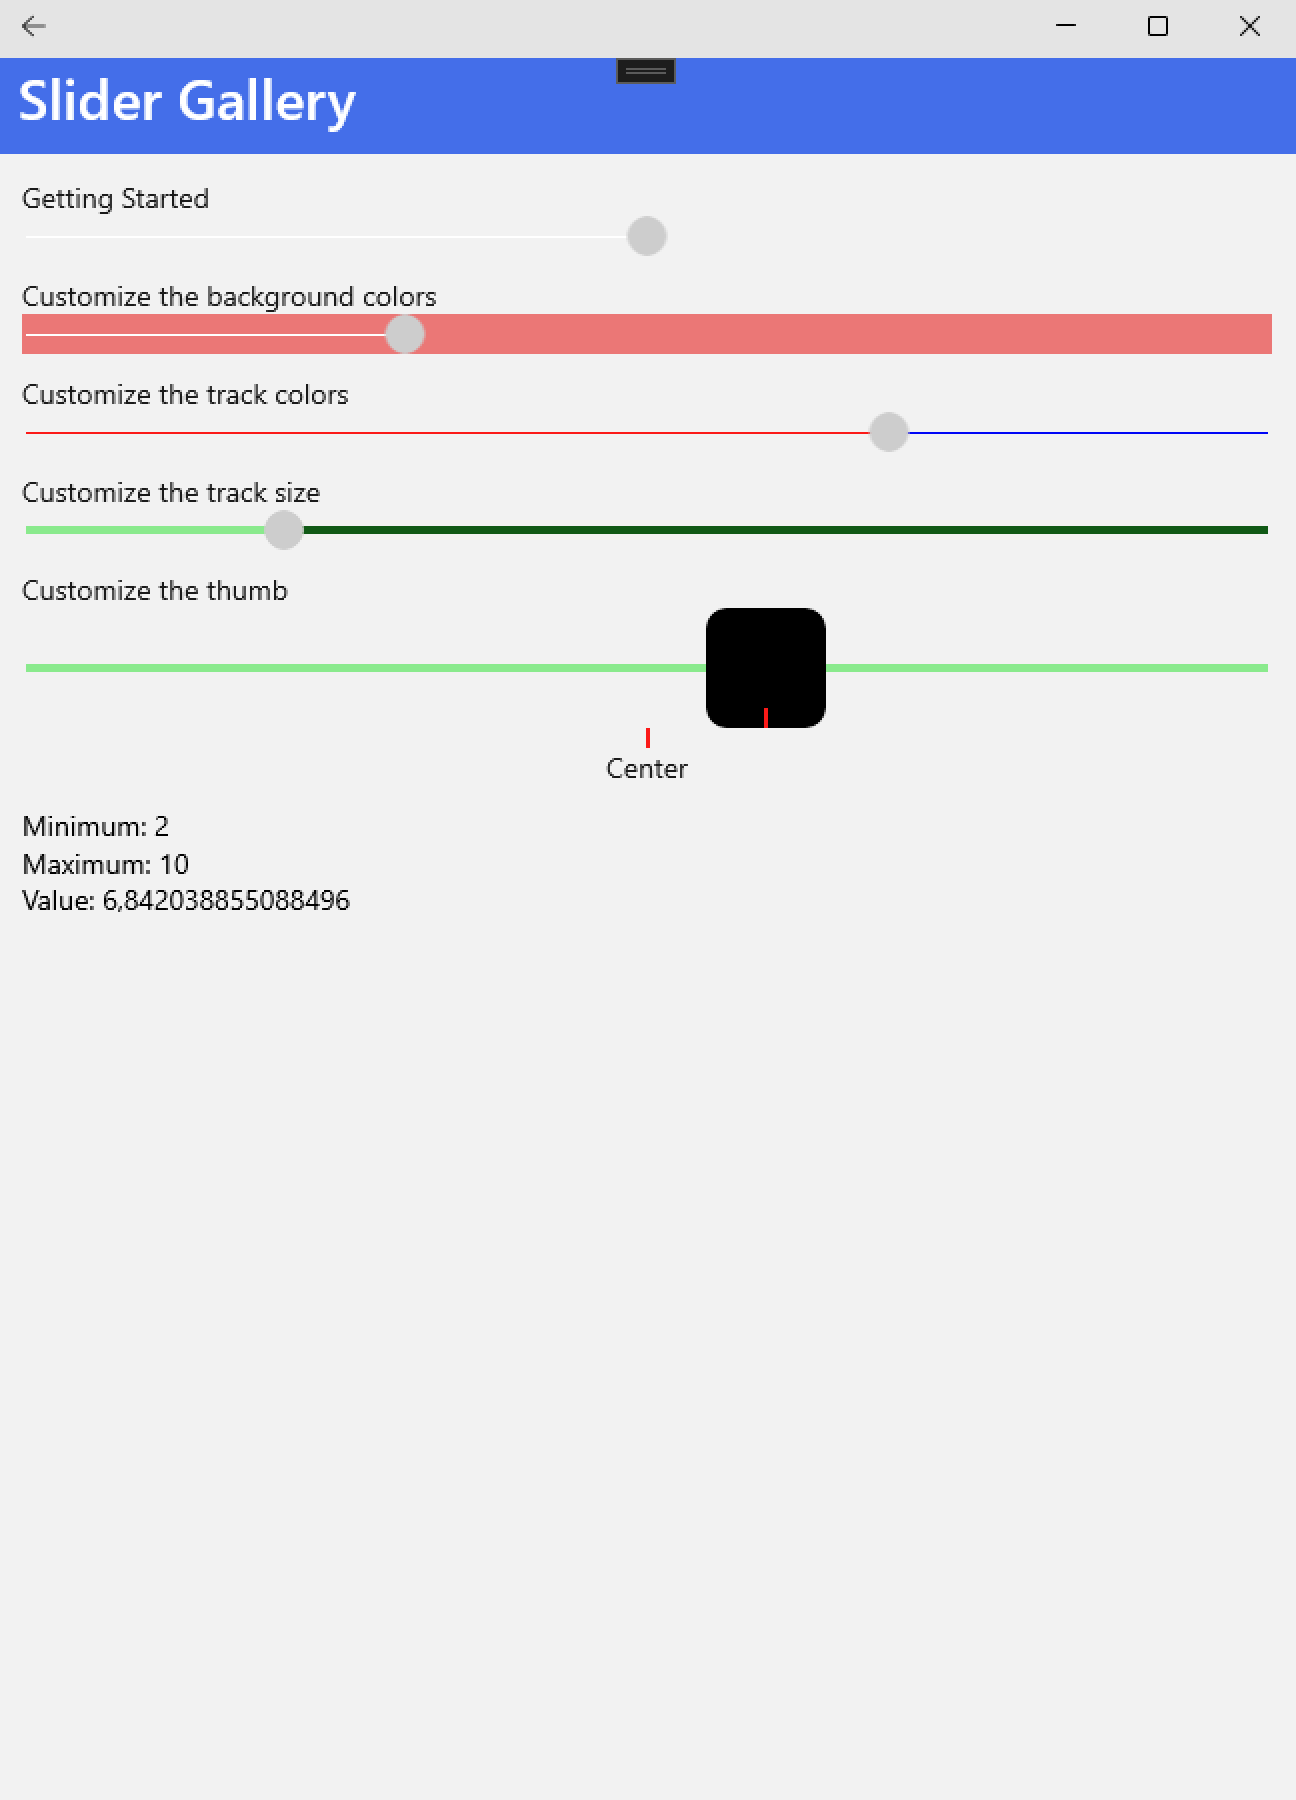 Slider Gallery
Getting Started
Customize the background colors
Customize the track colors
Customize the track size
Customize the thumb
Center
Minimum: 2
Maximum: 10
Value: 6,842038855088496